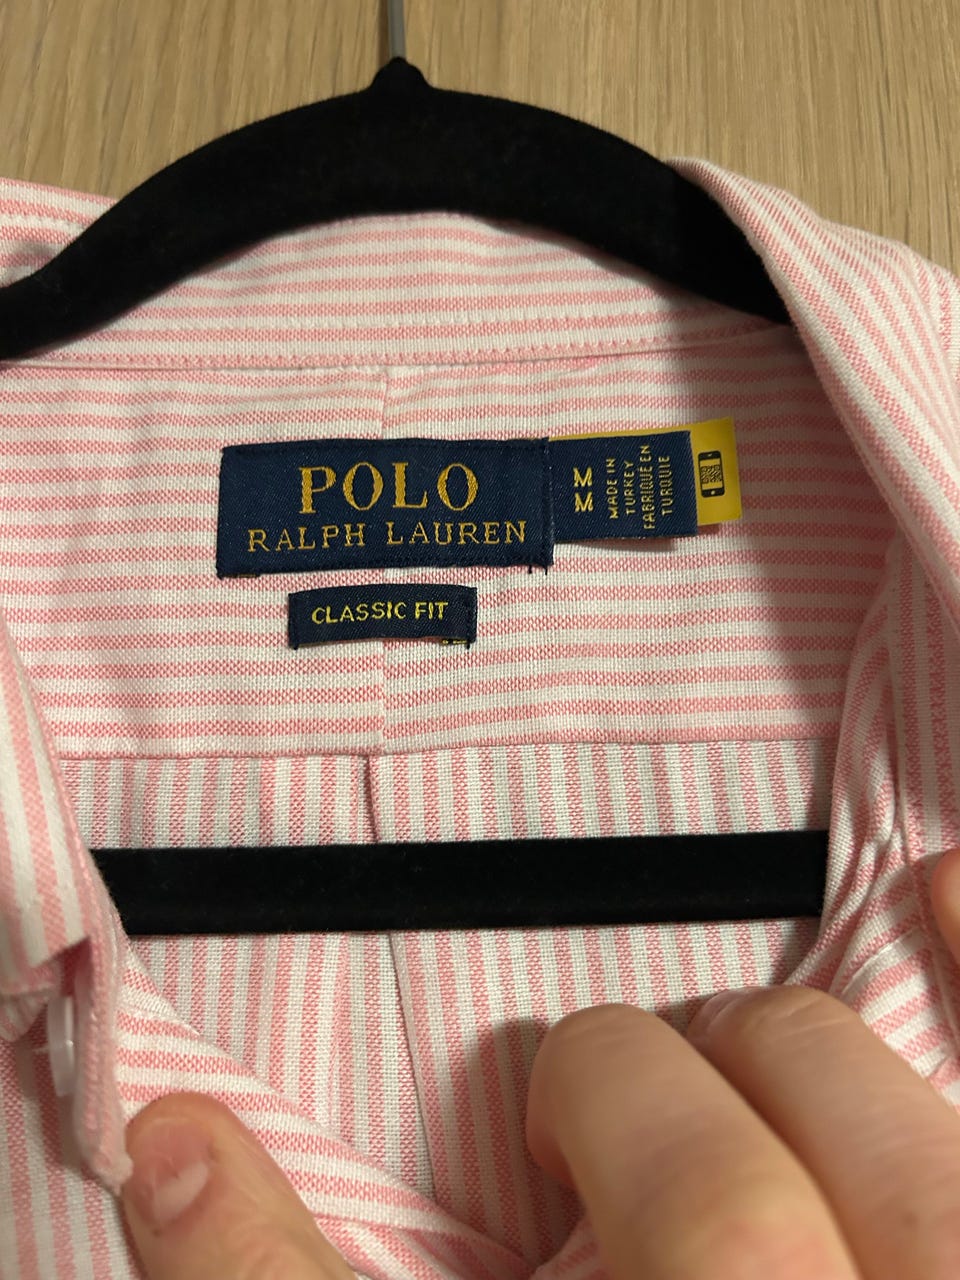 POLO
RALPH LAUREN
M
M
MADE IN
TURKEY
FABRIQUÉ EN
TURQUIE
CLASSIC FIT